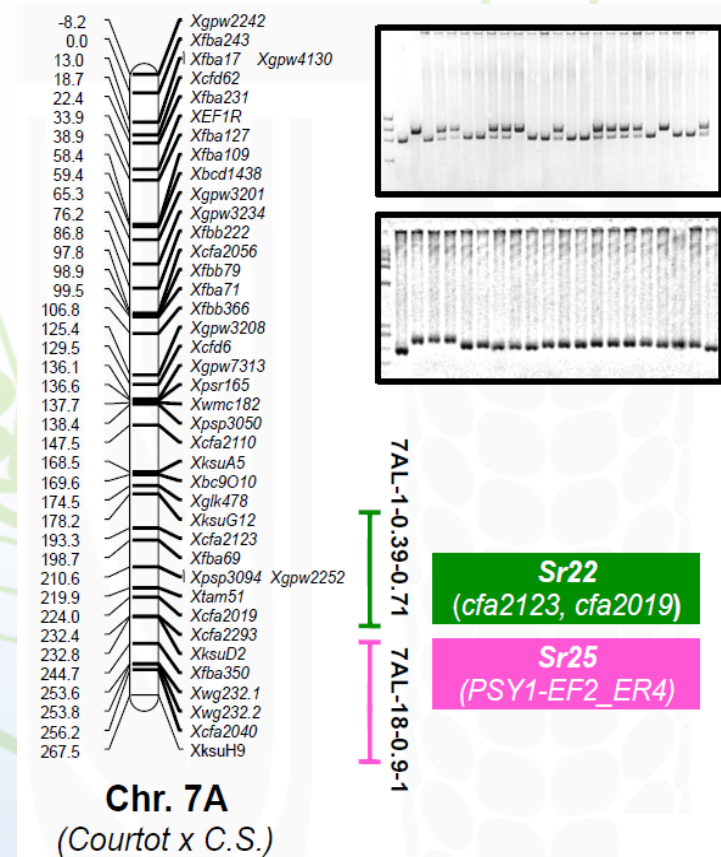 -8.2 Xgpw2242
0.0 Xfba243
13.0 Xfba17 Xgpw4130
18.7 Xcfd62
22.4 Xfba231
33.9 XEF1R
38.9 Xfba127
58.4 Xfba109
59.4 Xbcd1438
65.3 Xgpw3201
76.2 Xgpw3234
86.8 Xfbb222
97.8 Xcfa2056
98.9 Xfbb79
99.5 Xfba71
106.8 Xfbb366
125.4 Xgpw3208
129.5 Xcfd6
136.1 Xgpw7313
136.6 Xpsr165
137.7 Xwmc182
138.4 Xpsp3050
147.5 Xcfa2110
168.5 XksuA5
169.6 Xbc9O10
174.5 Xglk478
178.2 XksuG12
193.3 Xcfa2123
198.7 Xfba69
210.6 Xpsp3094 Xgpw2252
219.9 Xtam51
224.0 Xcfa2019
232.4 Xcfa2293
232.8 XksuD2
244.7 Xfba350
253.6 Xwg232.1
253.8 Xwg232.2
256.2 Xcfa2040
267.5 XksuH9
Chr. 7A
(Courtot x C.S.)
7AL-1-0.39-0.71
7AL-18-0.9-1
Sr22
(cfa2123, cfa2019)
Sr25
(PSY1-EF2_ER4)